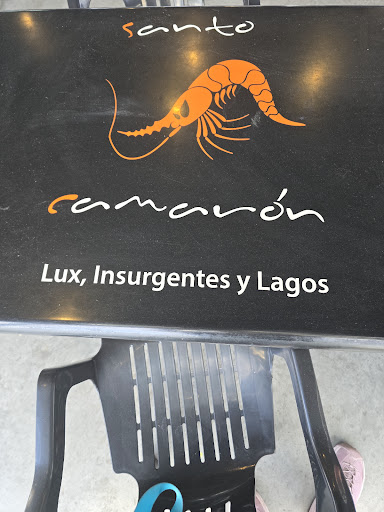 santo
camarón
Lux, Insurgentes y Lagos